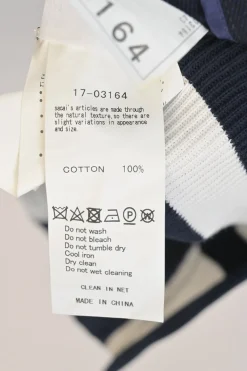 164
17-03164
sacai's articles are made through
the natural texture, so there are
slight variations in appearance
and size.
COTTON 100%
Do not wash
Do not bleach
Do not tumble dry
Cool iron
Dry clean
Do not wet cleaning
CLEAN IN NET
MADE IN CHINA